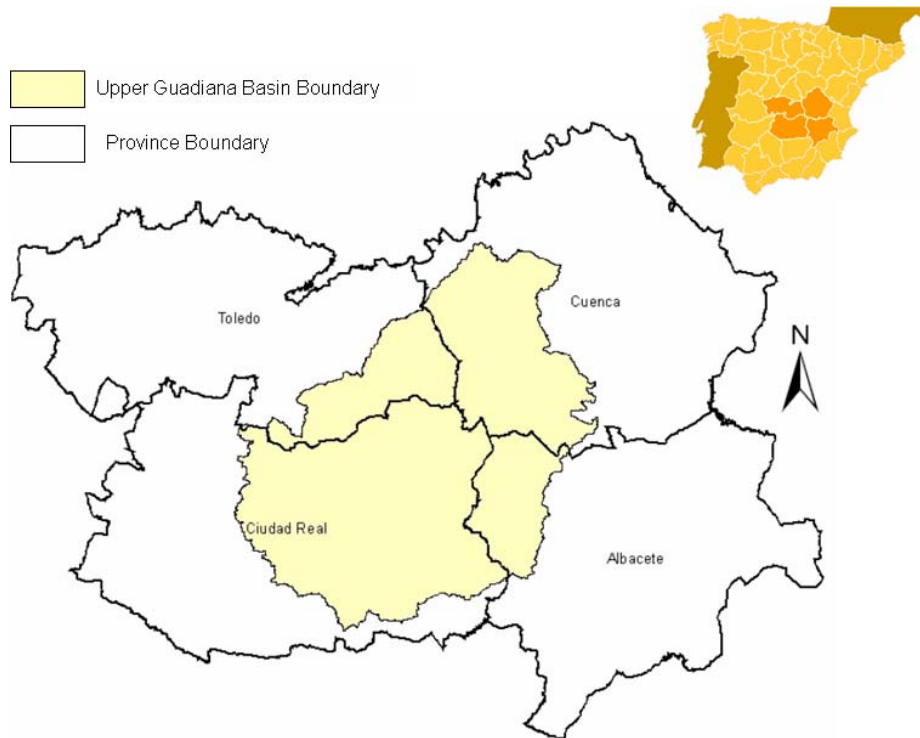 Upper Guadiana Basin Boundary
Province Boundary
Toledo
Cuenca
N
Ciudad Real
Albacete